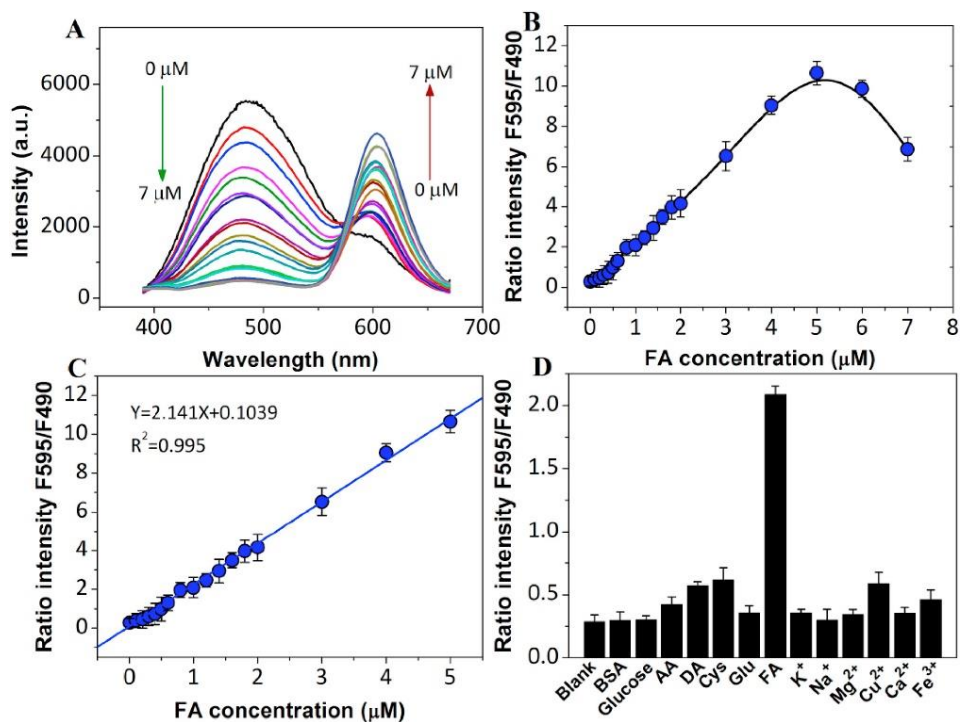 A
0 μM
7 μM
7 μM
0 μM
Intensity (a.u.)
6000
4000
2000
0
400
500
600
700
Wavelength (nm)
B
Ratio intensity F595/F490
12
10
8
6
4
2
0
0 1 2 3 4 5 6 7 8
FA concentration (μM)
C
Y=2.141X+0.1039
R²=0.995
Ratio intensity F595/F490
12
10
8
6
4
2
0
0 1 2 3 4 5
FA concentration (μM)
D
Ratio intensity F595/F490
2.0
1.5
1.0
0.5
0.0
Blank
BSA
Glucose
AA
DA
Cys
Glu
FA
K⁺
Na⁺
Mg²⁺
Cu²⁺
Ca²⁺
Fe³⁺